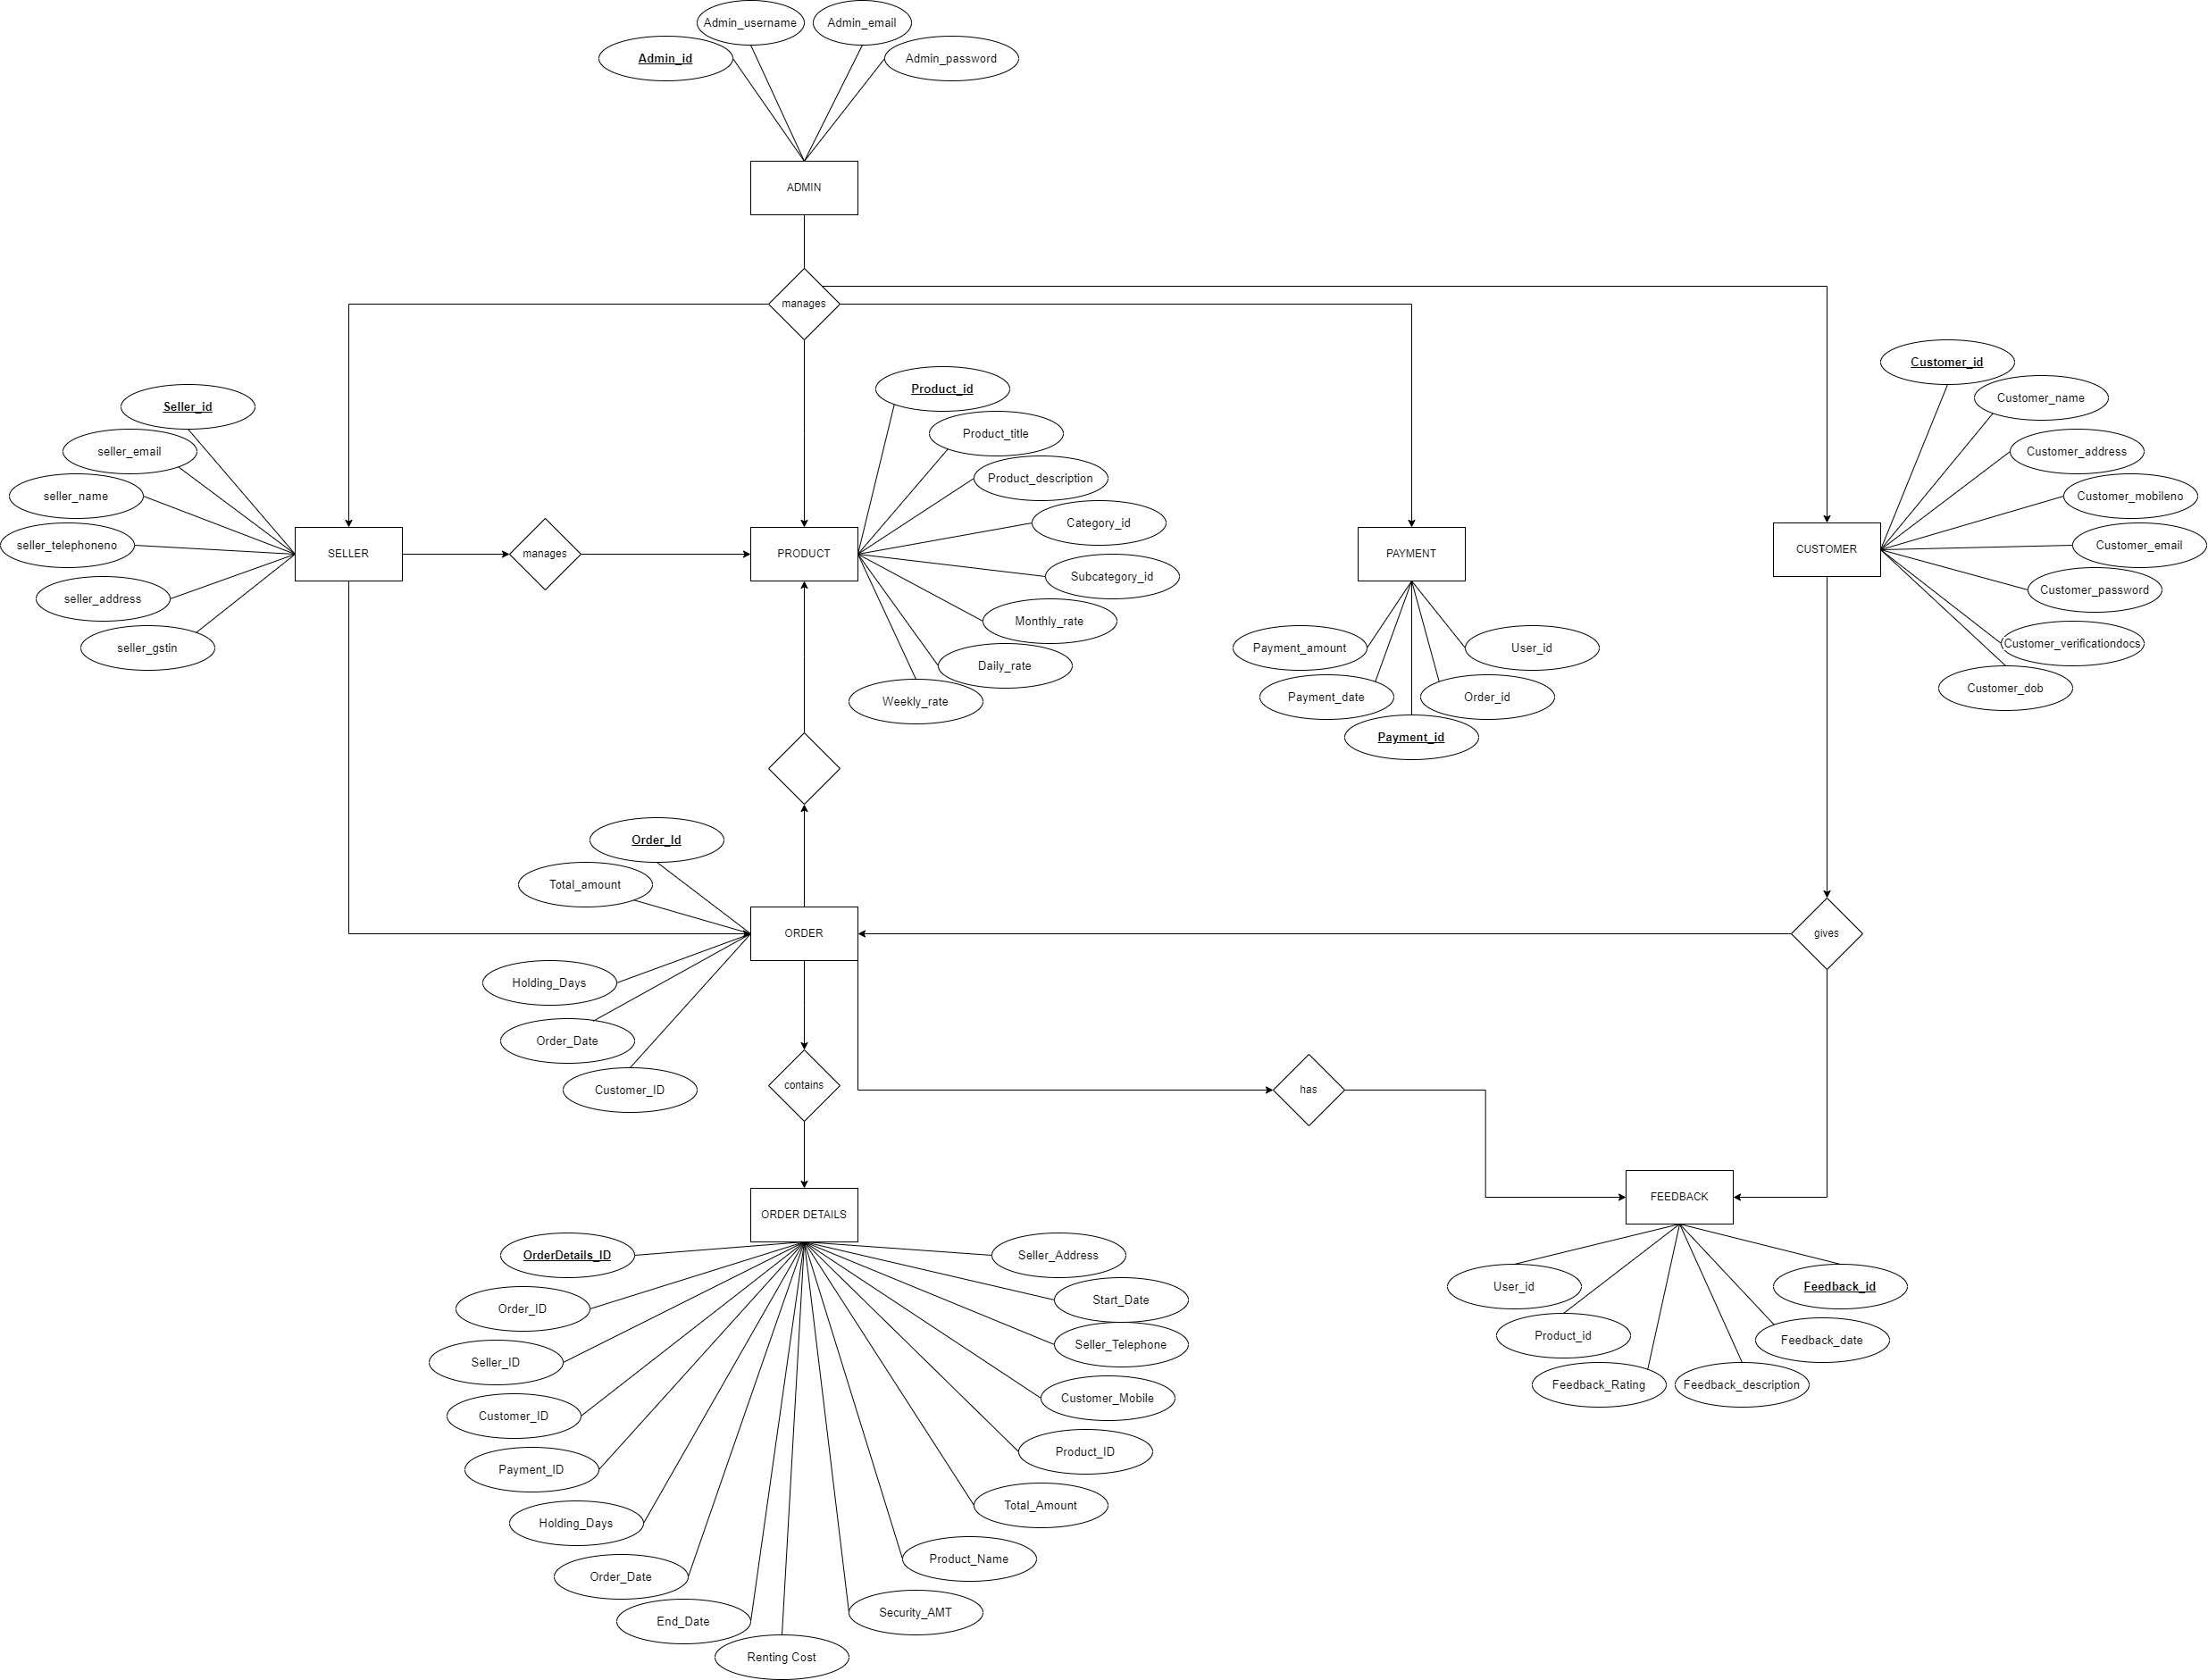 Admin_username
Admin_email
Admin_id
Admin_password
ADMIN
manages
Customer_id
Product_id
Customer_name
Seller_id
Product_title
seller_email
Customer_address
Product_description
seller_name
Customer_mobileno
Category_id
seller_telephoneno
SELLER
manages
PRODUCT
PAYMENT
CUSTOMER
Customer_email
Subcategory_id
Customer_password
seller_address
Monthly_rate
seller_gstin
Payment_amount
User_id
Customer_verificationdocs
Daily_rate
Customer_dob
Weekly_rate
Payment_date
Order_id
Payment_id
Order_Id
Total_amount
ORDER
gives
Holding_Days
Order_Date
contains
Customer_ID
has
FEEDBACK
ORDER DETAILS
OrderDetails_ID
Seller_Address
User_id
Feedback_id
Order_ID
Start_Date
Product_id
Feedback_date
Seller_Telephone
Seller_ID
Feedback_Rating
Feedback_description
Customer_Mobile
Customer_ID
Product_ID
Payment_ID
Total_Amount
Holding_Days
Product_Name
Order_Date
Security_AMT
End_Date
Renting Cost